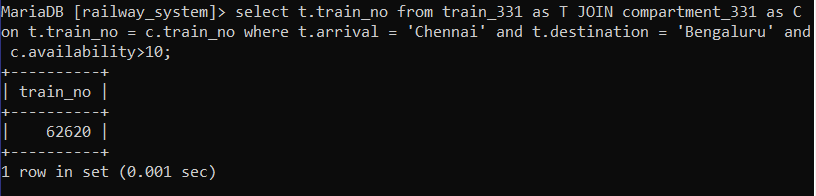 MariaDB [railway_system]> select t.train_no from train_331 as T JOIN compartment_331 as C
on t.train_no = c.train_no where t.arrival = 'Chennai' and t.destination = 'Bengaluru' and
 c.availability>10;
+----------+
| train_no |
+----------+
|    62620 |
+----------+
1 row in set (0.001 sec)